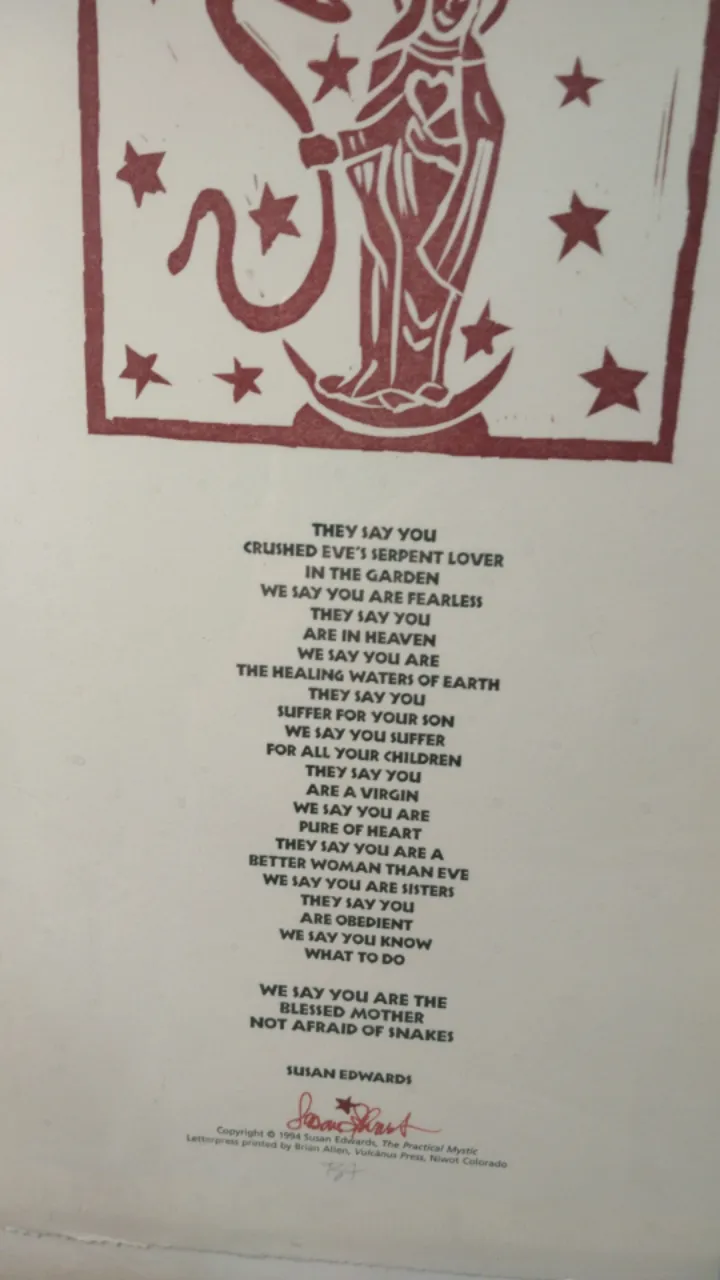 THEY SAY YOU
CRUSHED EVE'S SERPENT LOVER
IN THE GARDEN
WE SAY YOU ARE FEARLESS
THEY SAY YOU
ARE IN HEAVEN
WE SAY YOU ARE
THE HEALING WATERS OF EARTH
THEY SAY YOU
SUFFER FOR YOUR SON
WE SAY YOU SUFFER
FOR ALL YOUR CHILDREN
THEY SAY YOU
ARE A VIRGIN
WE SAY YOU ARE
PURE OF HEART
THEY SAY YOU ARE A
BETTER WOMAN THAN EVE
WE SAY YOU ARE SISTERS
THEY SAY YOU
ARE OBEDIENT
WE SAY YOU KNOW
WHAT TO DO
WE SAY YOU ARE THE
BLESSED MOTHER
NOT AFRAID OF SNAKES
SUSAN EDWARDS
Copyright © 1994 Susan Edwards, The Practical Mystic
Letterpress printed by Brian Allen, Vulcanus Press, Niwot Colorado